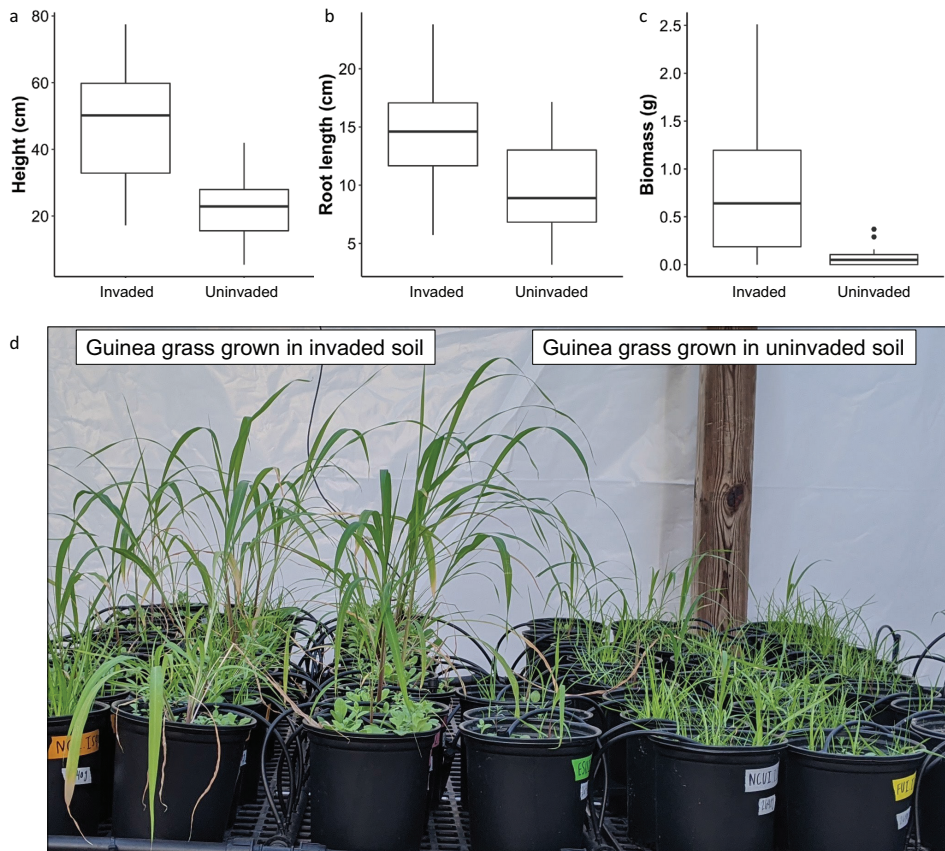 a
80
60
40
20
Height (cm)
Invaded
Uninvaded
b
20
15
10
5
Root length (cm)
Invaded
Uninvaded
c
2.5
2.0
1.5
1.0
0.5
0.0
Biomass (g)
Invaded
Uninvaded
d
Guinea grass grown in invaded soil
Guinea grass grown in uninvaded soil
NCUI